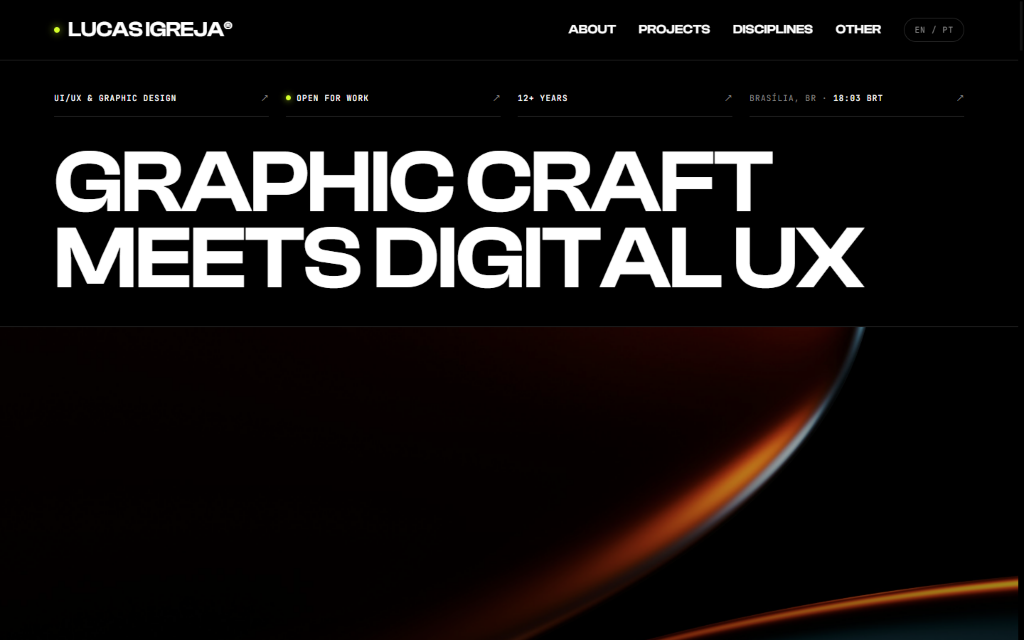 LUCAS IGREJA®
ABOUT PROJECTS DISCIPLINES OTHER EN / PT
UI/UX & GRAPHIC DESIGN ↗ OPEN FOR WORK ↗ 12+ YEARS ↗ BRASÍLIA, BR · 18:03 BRT ↗
GRAPHIC CRAFT
MEETS DIGITAL UX